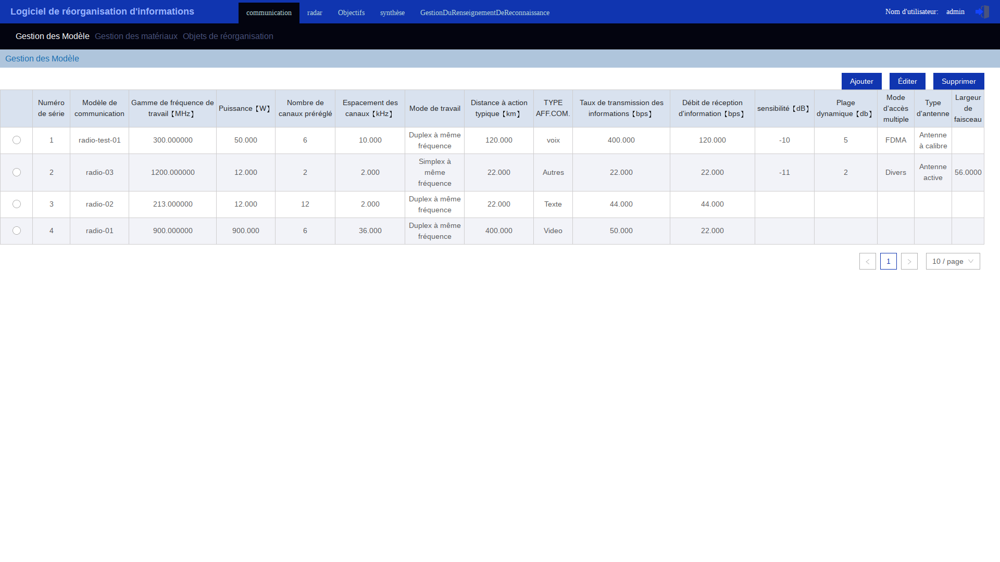 Logiciel de réorganisation d'informations communication radar Objectifs synthèse GestionDuRenseignementDeReconnaissance Nom d'utilisateur: admin
Gestion des Modèle Gestion des matériaux Objets de réorganisation
Gestion des Modèle
Ajouter Éditer Supprimer
Numéro de série
Modèle de communication
Gamme de fréquence de travail【MHz】
Puissance【W】
Nombre de canaux préréglé
Espacement des canaux【kHz】
Mode de travail
Distance à action typique【km】
TYPE AFF.COM.
Taux de transmission des informations【bps】
Débit de réception d'information【bps】
sensibilité【dB】
Plage dynamique【db】
Mode d'accès multiple
Type d'antenne
Largeur de faisceau
1 radio-test-01 300.000000 50.000 6 10.000 Duplex à même fréquence 120.000 voix 400.000 120.000 -10 5 FDMA Antenne à calibre
2 radio-03 1200.000000 12.000 2 2.000 Simplex à même fréquence 22.000 Autres 22.000 22.000 -11 2 Divers Antenne active 56.0000
3 radio-02 213.000000 12.000 12 2.000 Duplex à même fréquence 22.000 Texte 44.000 44.000
4 radio-01 900.000000 900.000 6 36.000 Duplex à même fréquence 400.000 Video 50.000 22.000
1 10 / page